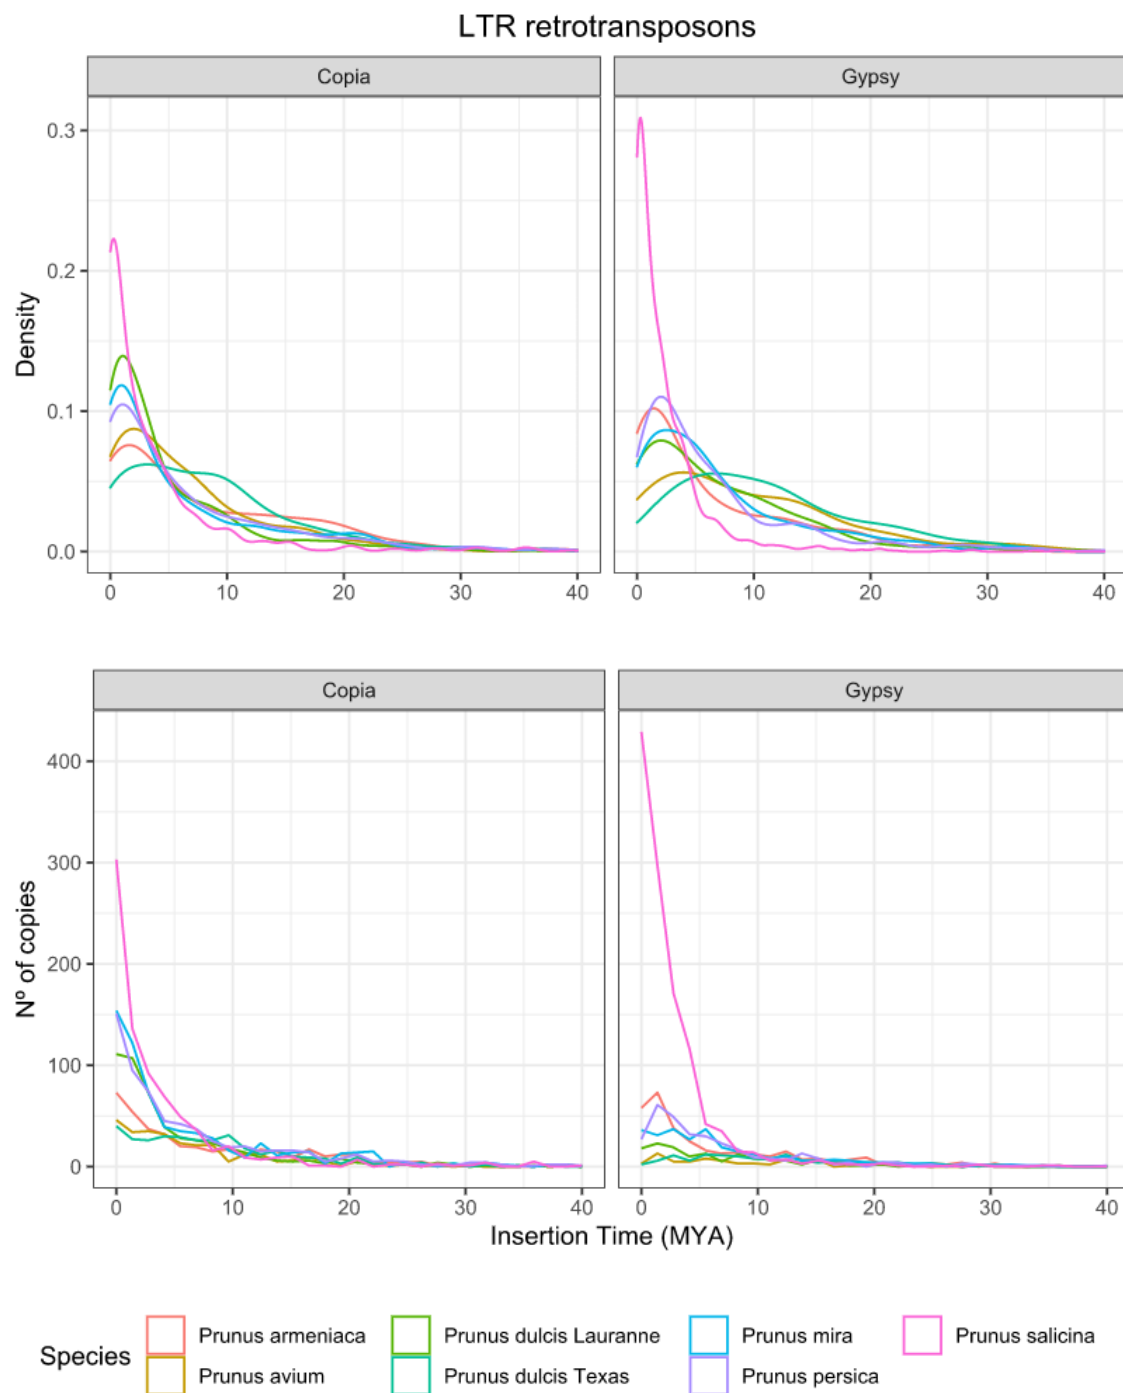 LTR retrotransposons
Copia
Gypsy
Density
0.3
0.2
0.1
0.0
0 10 20 30 40
0 10 20 30 40
Copia
Gypsy
Nº of copies
400
300
200
100
0
0 10 20 30 40
0 10 20 30 40
Insertion Time (MYA)
Species
Prunus armeniaca
Prunus avium
Prunus dulcis Lauranne
Prunus dulcis Texas
Prunus mira
Prunus persica
Prunus salicina